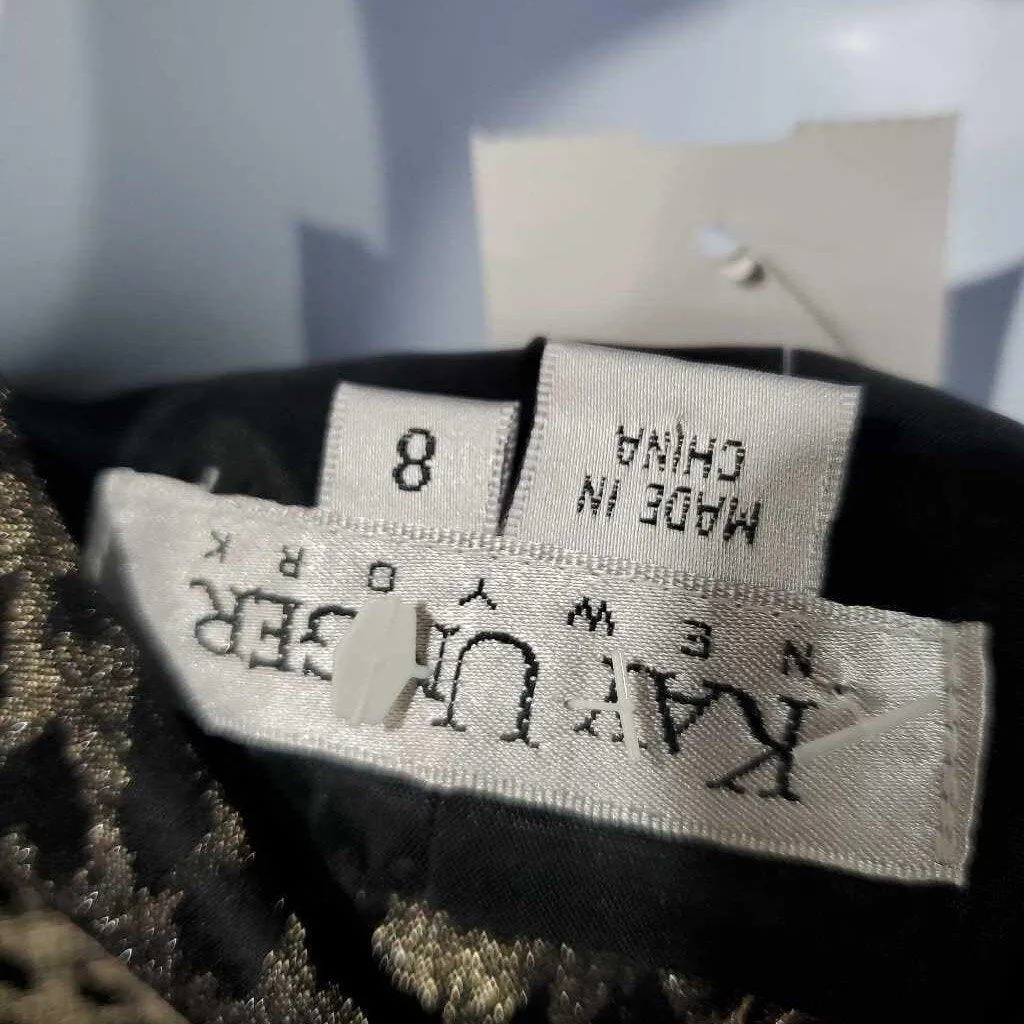 KAY UNGER
NEW YORK
MADE IN
CHINA
8